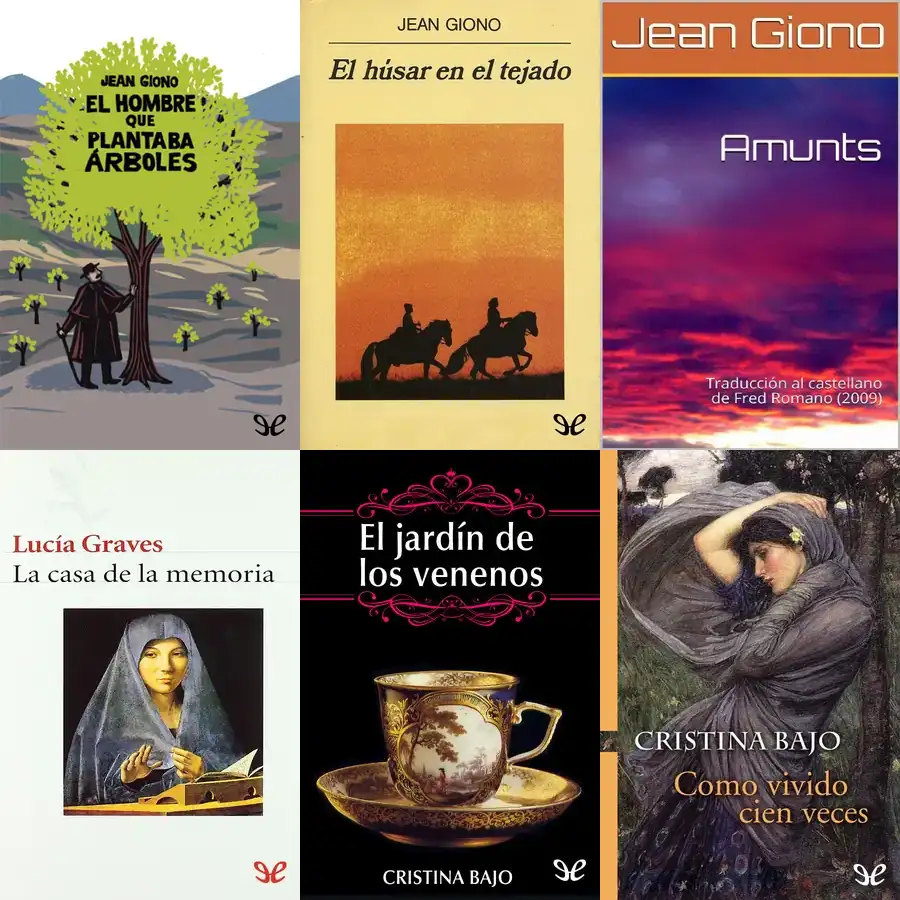 JEAN GIONO
EL HOMBRE
QUE
PLANTABA
ÁRBOLES
JEAN GIONO
El húsar en el tejado
Jean Giono
Amunts
Traducción al castellano
de Fred Romano (2009)
Lucía Graves
La casa de la memoria
El jardín de
los venenos
CRISTINA BAJO
CRISTINA BAJO
Como vivido
cien veces